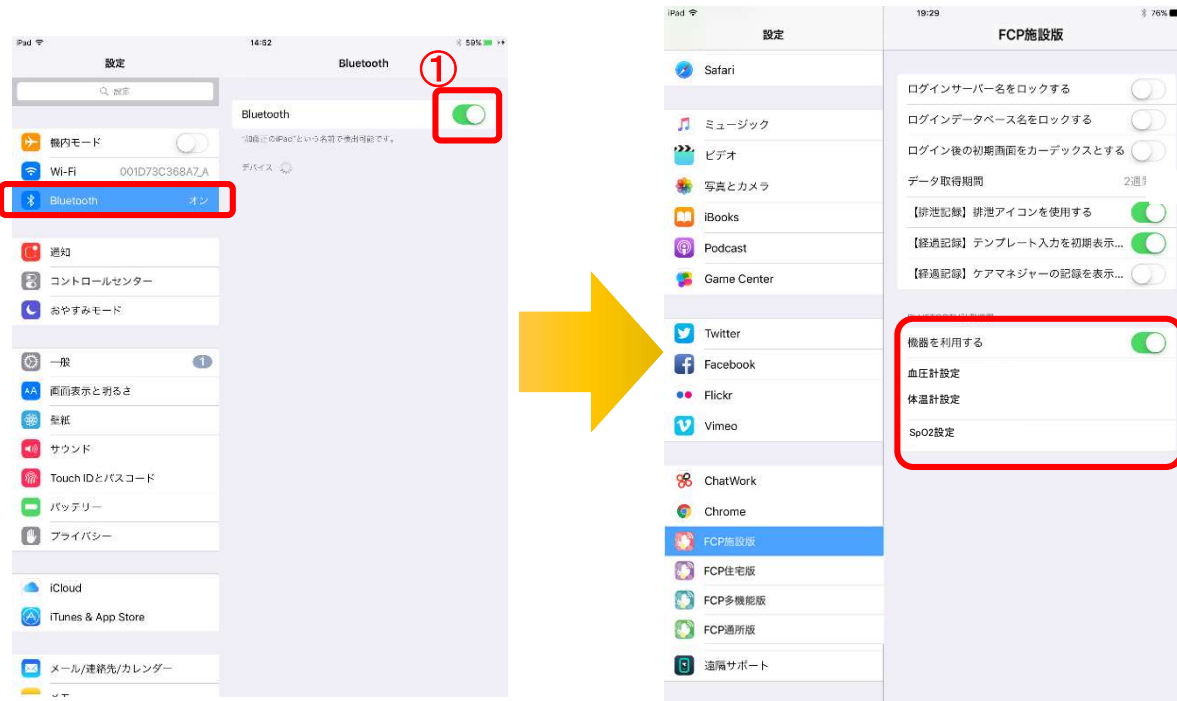 iPad
14:52
59%
設定
Bluetooth
①
設定
Bluetooth
デバイス
機内モード
Wi-Fi 001D73C368A7_A
Bluetooth オン
通知
コントロールセンター
おやすみモード
一般 1
AA 画面表示と明るさ
壁紙
サウンド
Touch IDとパスコード
バッテリー
プライバシー
iCloud
iTunes & App Store
メール/連絡先/カレンダー
メモ
iPad
19:29
76%
設定
FCP施設版
Safari
ミュージック
ビデオ
写真とカメラ
iBooks
Podcast
Game Center
Twitter
Facebook
Flickr
Vimeo
ChatWork
Chrome
FCP施設版
FCP住宅版
FCP多機能版
FCP通所版
遠隔サポート
ログインサーバー名をロックする
ログインデータベース名をロックする
ログイン後の初期画面をカーデックスとする
データ取得期間 2週
【排泄記録】排泄アイコンを使用する
【経過記録】テンプレート入力を初期表示...
【経過記録】ケアマネジャーの記録を表示...
機器を利用する
血圧計設定
体温計設定
SpO2設定